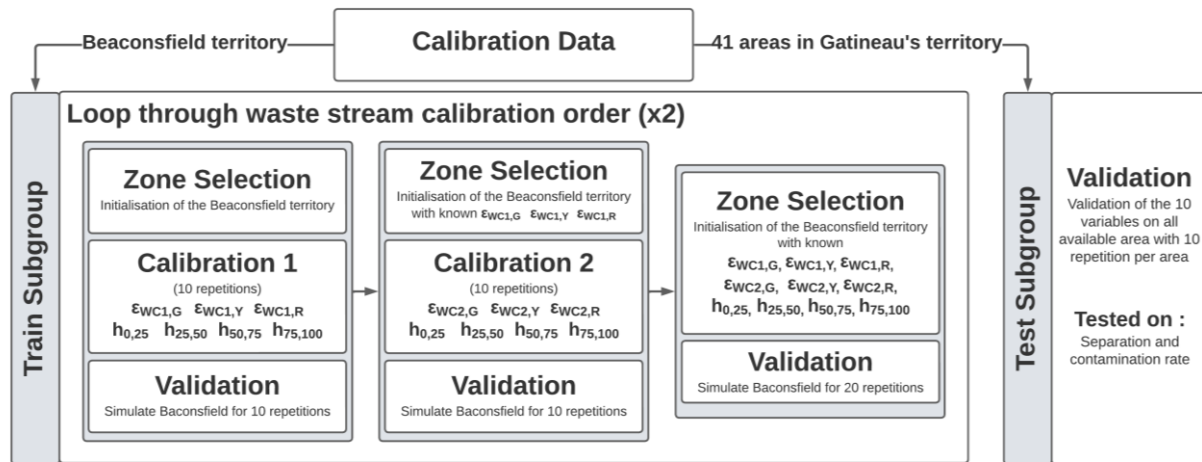 Calibration Data
Beaconsfield territory
41 areas in Gatineau's territory
Train Subgroup
Loop through waste stream calibration order (x2)
Zone Selection
Initialisation of the Beaconsfield territory
Calibration 1
(10 repetitions)
εWC1,G εWC1,Y εWC1,R
h0,25 h25,50 h50,75 h75,100
Validation
Simulate Baconsfield for 10 repetitions
Zone Selection
Initialisation of the Beaconsfield territory
with known εWC1,G εWC1,Y εWC1,R
Calibration 2
(10 repetitions)
εWC2,G εWC2,Y εWC2,R
h0,25 h25,50 h50,75 h75,100
Validation
Simulate Baconsfield for 10 repetitions
Zone Selection
Initialisation of the Beaconsfield territory
with known
εWC1,G, εWC1,Y, εWC1,R,
εWC2,G, εWC2,Y, εWC2,R,
h0,25, h25,50, h50,75, h75,100
Validation
Simulate Baconsfield for 20 repetitions
Test Subgroup
Validation
Validation of the 10
variables on all
available area with 10
repetition per area
Tested on :
Separation and
contamination rate